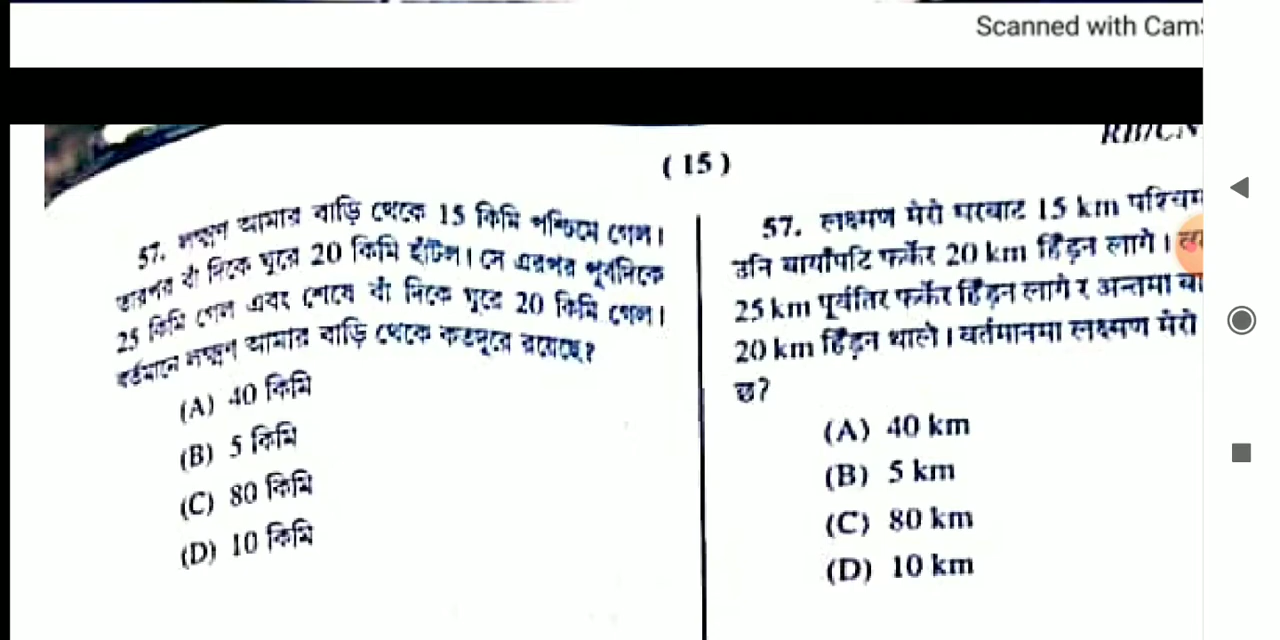 Scanned with Cam
RB/CN
( 15 )
57. লক্ষ্মণ আমার বাড়ি থেকে 15 কিমি পশ্চিমে গেল।
তারপর বাঁ দিকে ঘুরে 20 কিমি হাঁটল। সে এরপর পূর্বদিকে
25 কিমি গেল এবং শেষে বাঁ দিকে ঘুরে 20 কিমি গেল।
বর্তমানে লক্ষ্মণ আমার বাড়ি থেকে কতদূরে রয়েছে?
(A) 40 কিমি
(B) 5 কিমি
(C) 80 কিমি
(D) 10 কিমি
57. लक्ष्मण मेरो घरबाट 15 km पश्चिम
उनि बायाँपटि फर्केर 20 km हिँड्न लागे।
25 km पूर्वतिर फर्केर हिँड्न लागे र अन्तमा
20 km हिँड्न थाले। वर्तमानमा लक्ष्मण मेरो
छ?
(A) 40 km
(B) 5 km
(C) 80 km
(D) 10 km